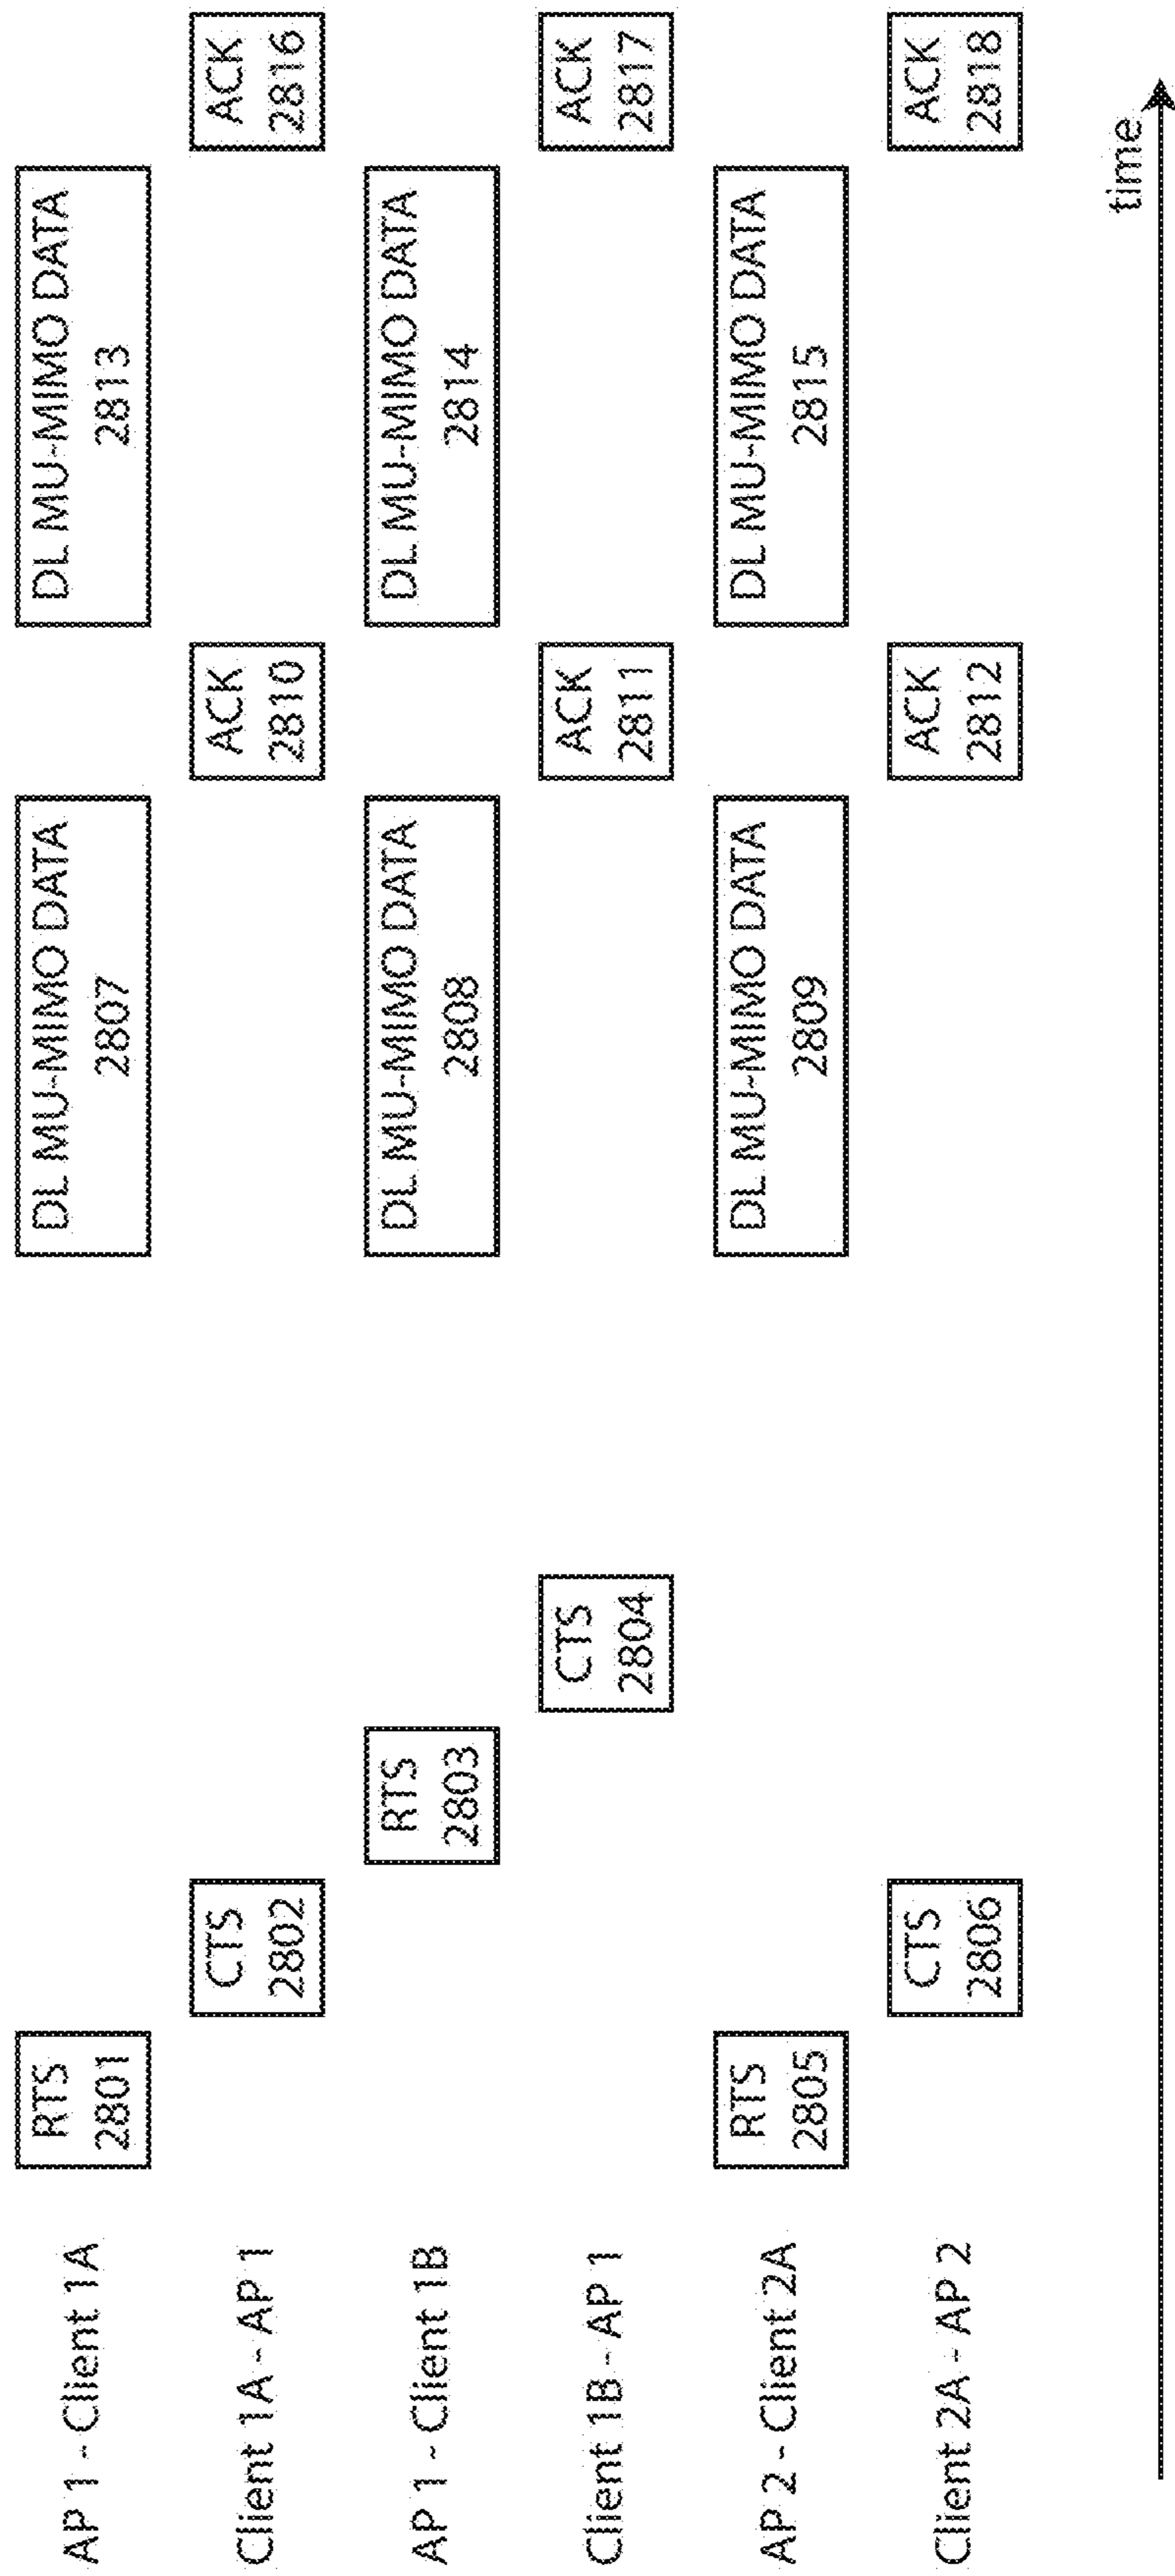 AP 1 - Client 1A
RTS
2801
DL MU-MIMO DATA
2807
DL MU-MIMO DATA
2813
Client 1A - AP 1
CTS
2802
ACK
2810
ACK
2816
AP 1 - Client 1B
RTS
2803
DL MU-MIMO DATA
2808
DL MU-MIMO DATA
2814
Client 1B - AP 1
CTS
2804
ACK
2811
ACK
2817
AP 2 - Client 2A
RTS
2805
DL MU-MIMO DATA
2809
DL MU-MIMO DATA
2815
Client 2A - AP 2
CTS
2806
ACK
2812
ACK
2818
time